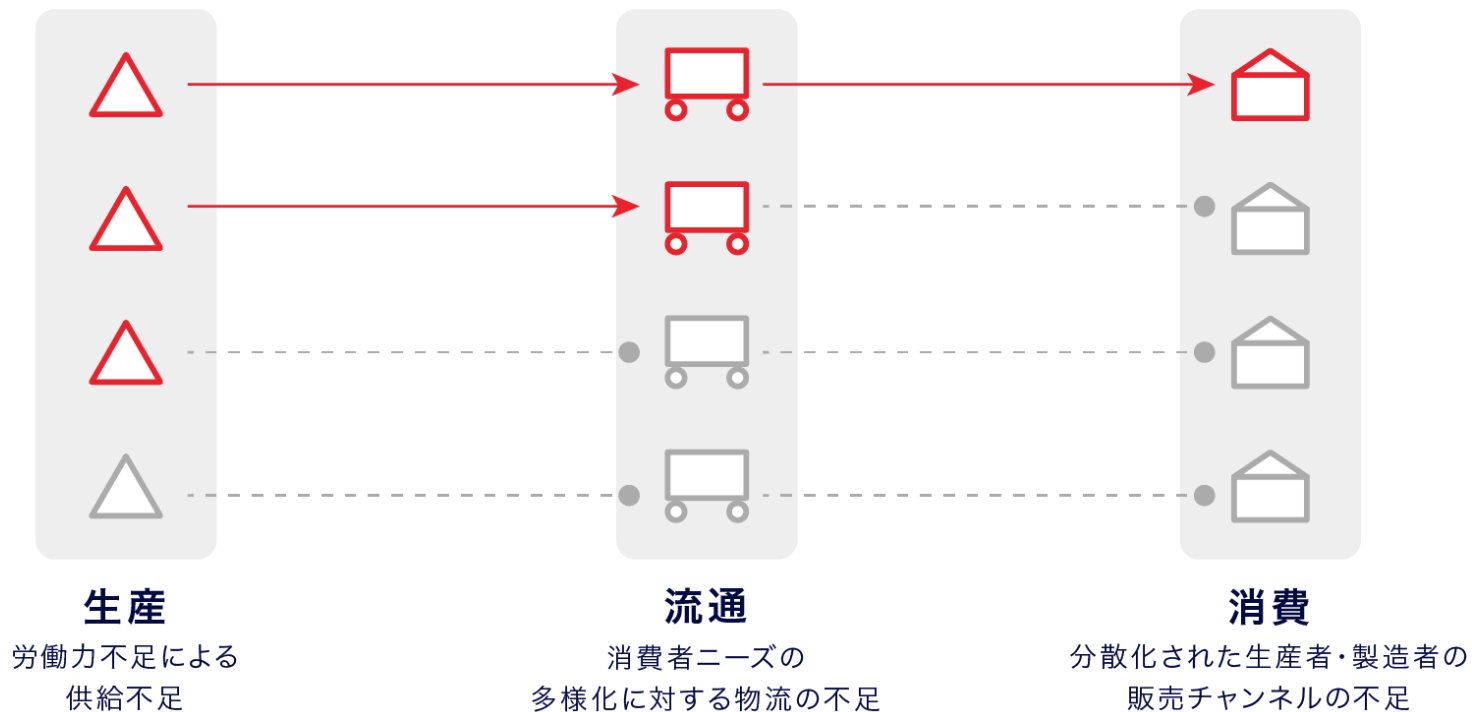 生産
労働力不足による
供給不足
流通
消費者ニーズの
多様化に対する物流の不足
消費
分散化された生産者・製造者の
販売チャンネルの不足